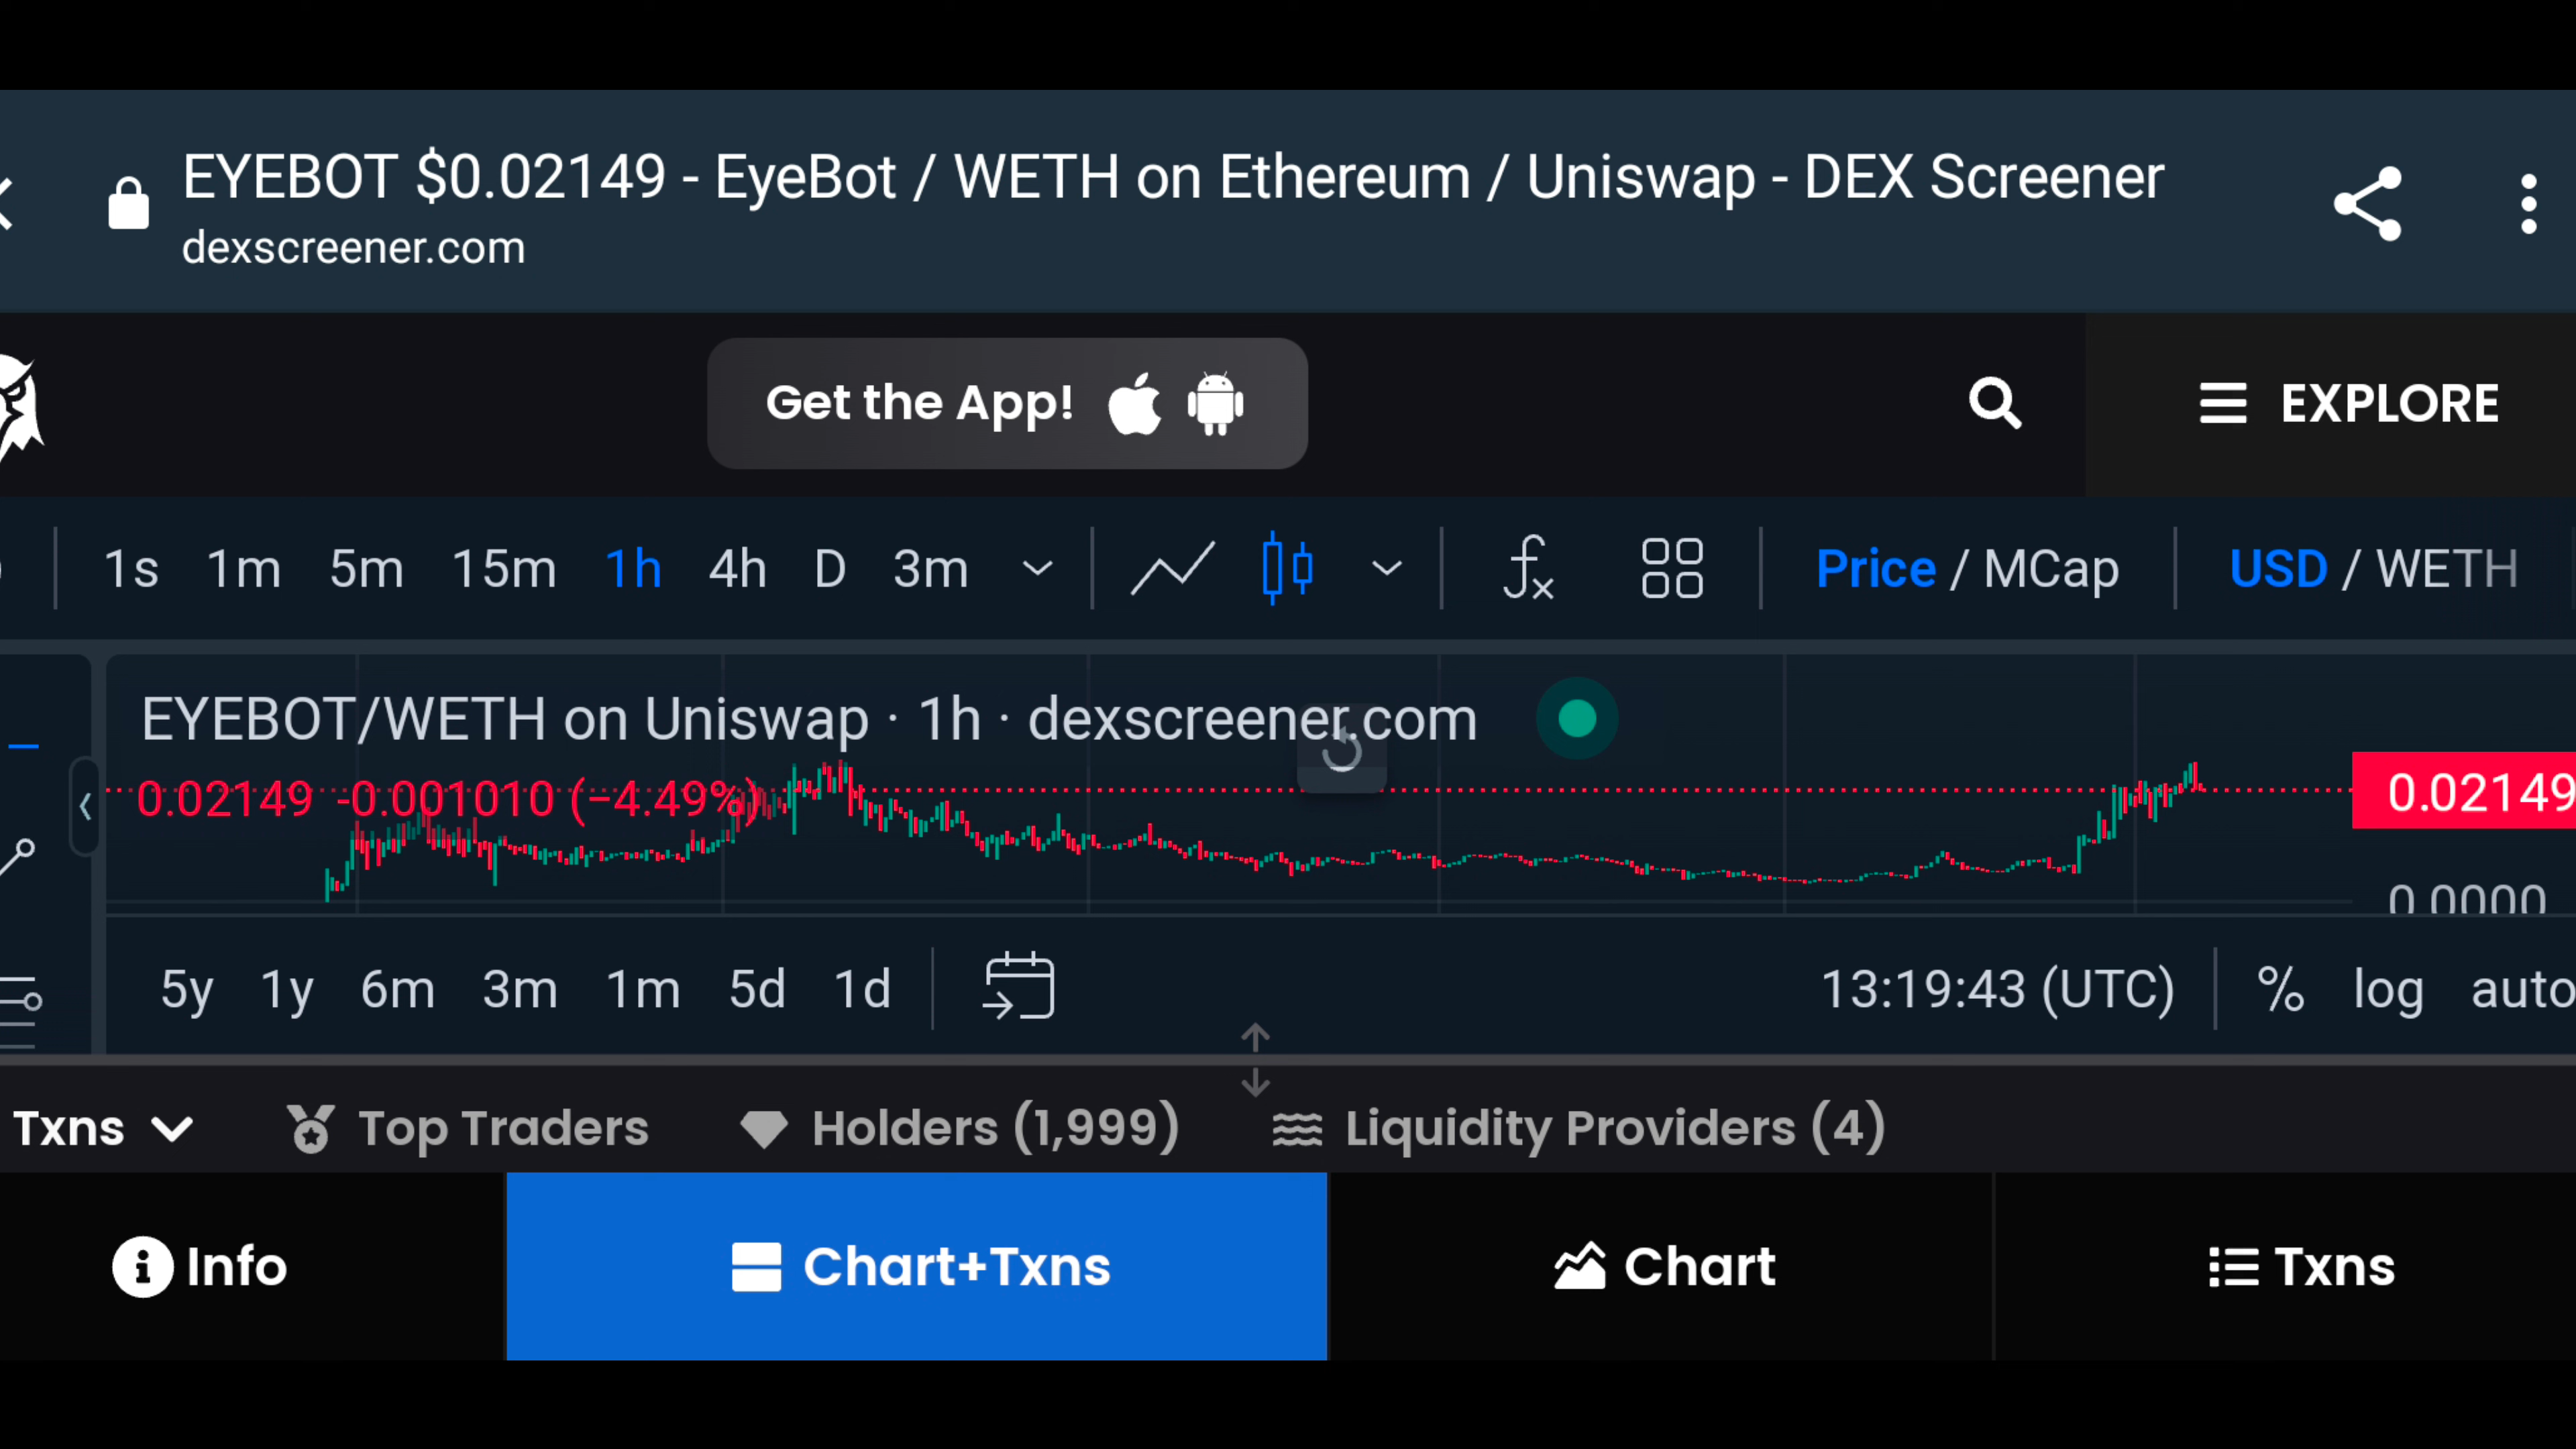 EYEBOT $0.02149 - EyeBot / WETH on Ethereum / Uniswap - DEX Screener
dexscreener.com
Get the App!
EXPLORE
1s 1m 5m 15m 1h 4h D 3m Price / MCap USD / WETH
EYEBOT/WETH on Uniswap · 1h · dexscreener.com
0.02149 -0.001010 (−4.49%)
0.02149
0.0000
5y 1y 6m 3m 1m 5d 1d 13:19:43 (UTC) % log auto
Txns Top Traders Holders (1,999) Liquidity Providers (4)
Info Chart+Txns Chart Txns